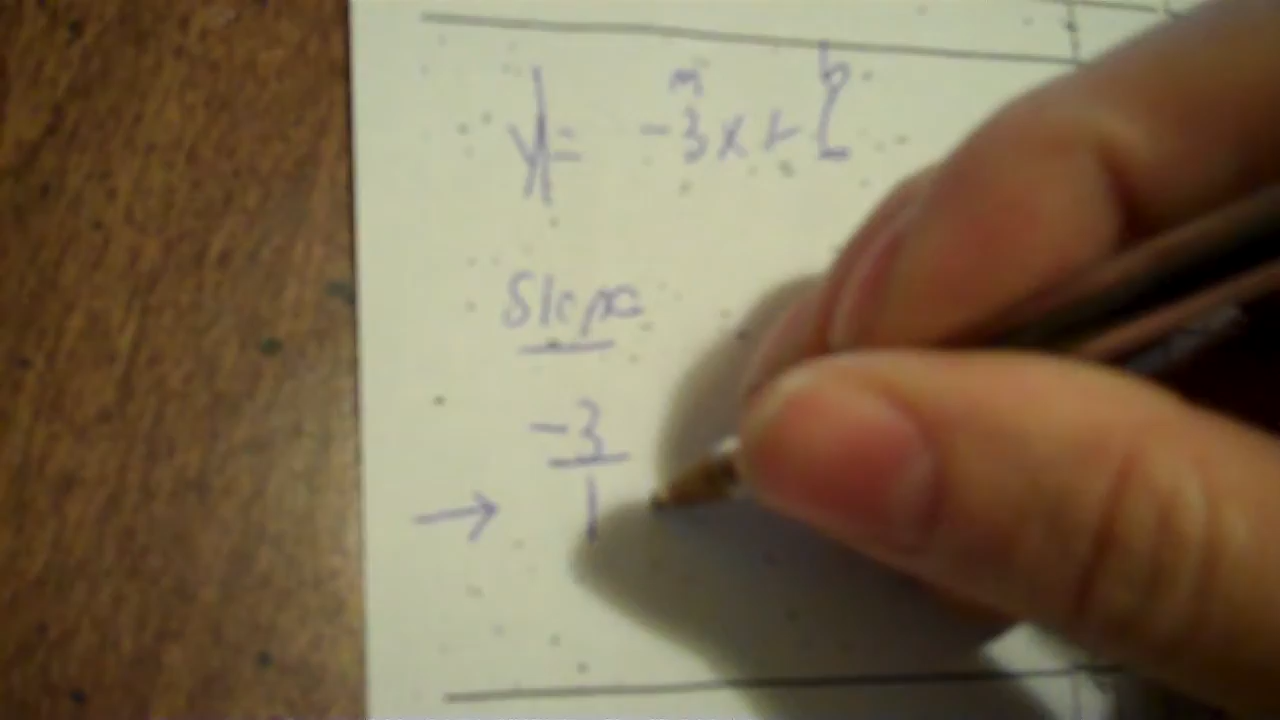 m b
y= -3x+2
Slope
-3
→ 1